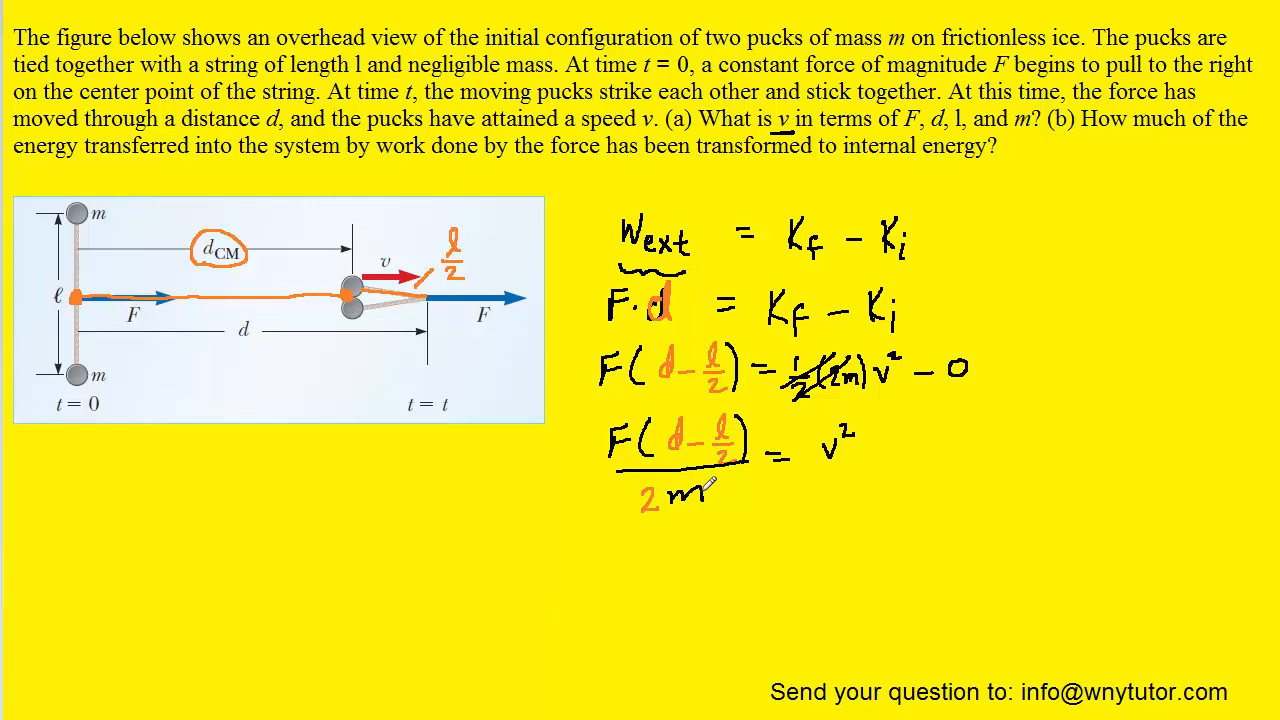 The figure below shows an overhead view of the initial configuration of two pucks of mass m on frictionless ice. The pucks are
tied together with a string of length l and negligible mass. At time t = 0, a constant force of magnitude F begins to pull to the right
on the center point of the string. At time t, the moving pucks strike each other and stick together. At this time, the force has
moved through a distance d, and the pucks have attained a speed v. (a) What is v in terms of F, d, l, and m? (b) How much of the
energy transferred into the system by work done by the force has been transformed to internal energy?
m
d_CM
v
ℓ/2
ℓ
F
F
d
m
t = 0
t = t
W_ext = K_f − K_i
F · d = K_f − K_i
F( d − ℓ/2 ) = 1/2 (2m) v² − 0
F( d − ℓ/2 ) / 2m = v²
Send your question to: info@wnytutor.com